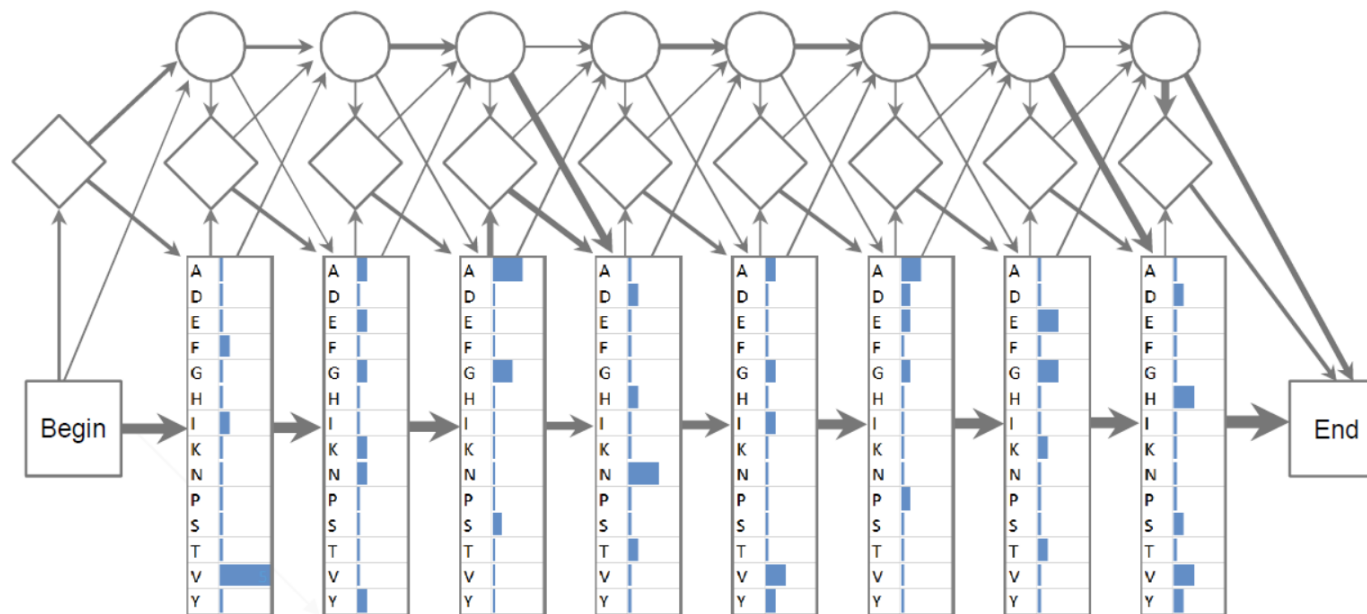 A A A A A A A A
D D D D D D D D
E E E E E E E E
F F F F F F F F
G G G G G G G G
H H H H H H H H
Begin I I I I I I I I End
K K K K K K K K
N N N N N N N N
P P P P P P P P
S S S S S S S S
T T T T T T T T
V V V V V V V V
Y Y Y Y Y Y Y Y